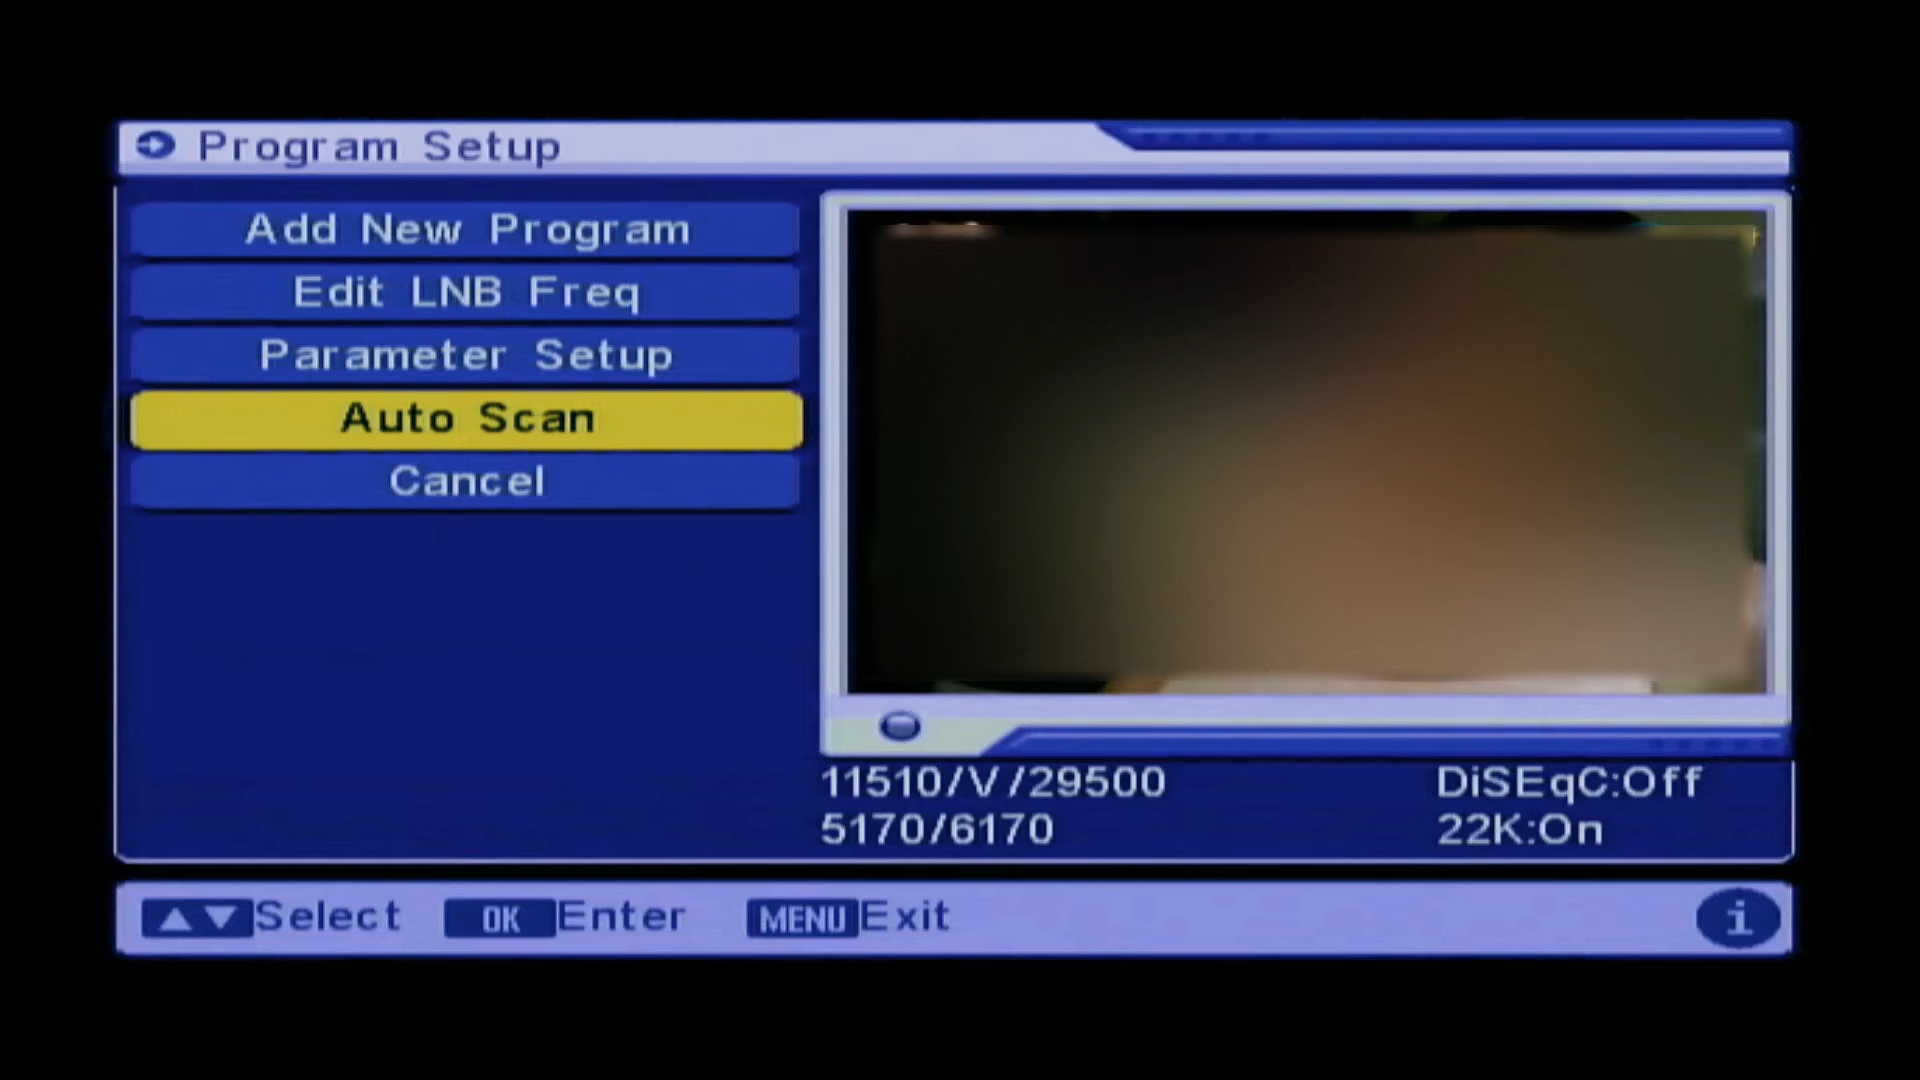 Program Setup
Add New Program
Edit LNB Freq
Parameter Setup
Auto Scan
Cancel
11510/V/29500
DiSEqC:Off
5170/6170
22K:On
▲▼Select
OK Enter
MENU Exit
i